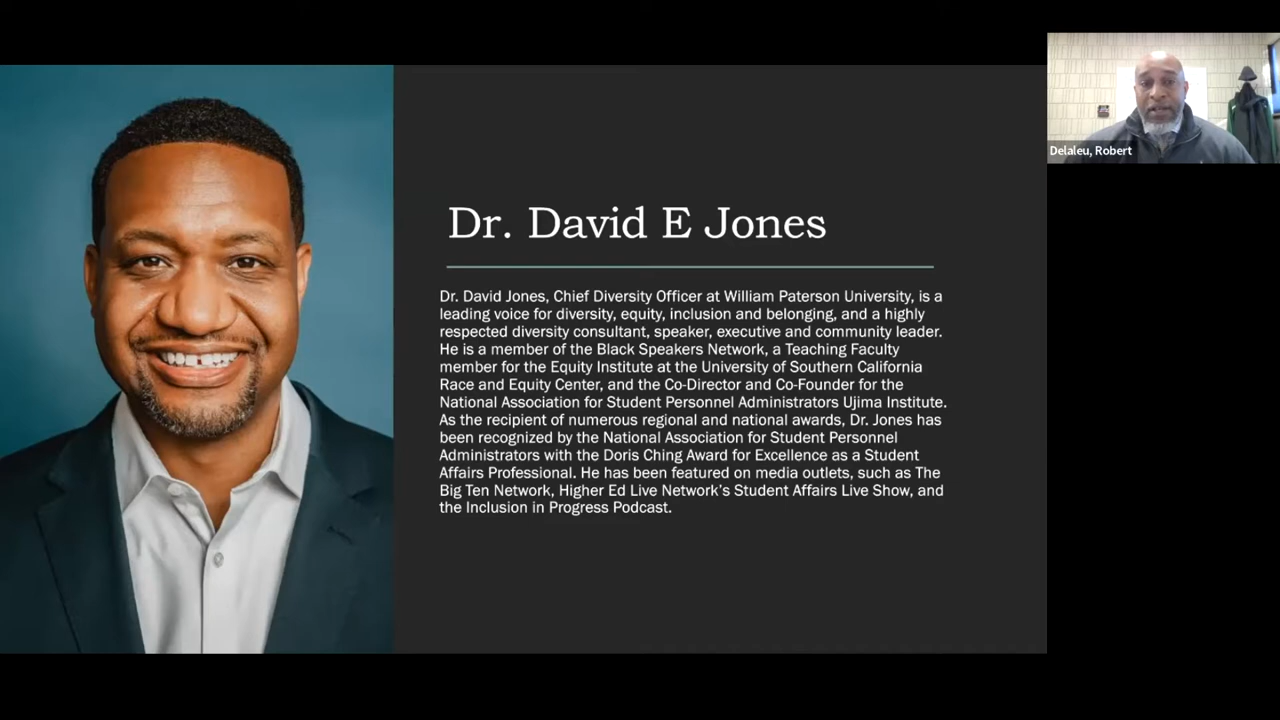 Dr. David E Jones
Dr. David Jones, Chief Diversity Officer at William Paterson University, is a
leading voice for diversity, equity, inclusion and belonging, and a highly
respected diversity consultant, speaker, executive and community leader.
He is a member of the Black Speakers Network, a Teaching Faculty
member for the Equity Institute at the University of Southern California
Race and Equity Center, and the Co-Director and Co-Founder for the
National Association for Student Personnel Administrators Ujima Institute.
As the recipient of numerous regional and national awards, Dr. Jones has
been recognized by the National Association for Student Personnel
Administrators with the Doris Ching Award for Excellence as a Student
Affairs Professional. He has been featured on media outlets, such as The
Big Ten Network, Higher Ed Live Network’s Student Affairs Live Show, and
the Inclusion in Progress Podcast.
Delaleu, Robert